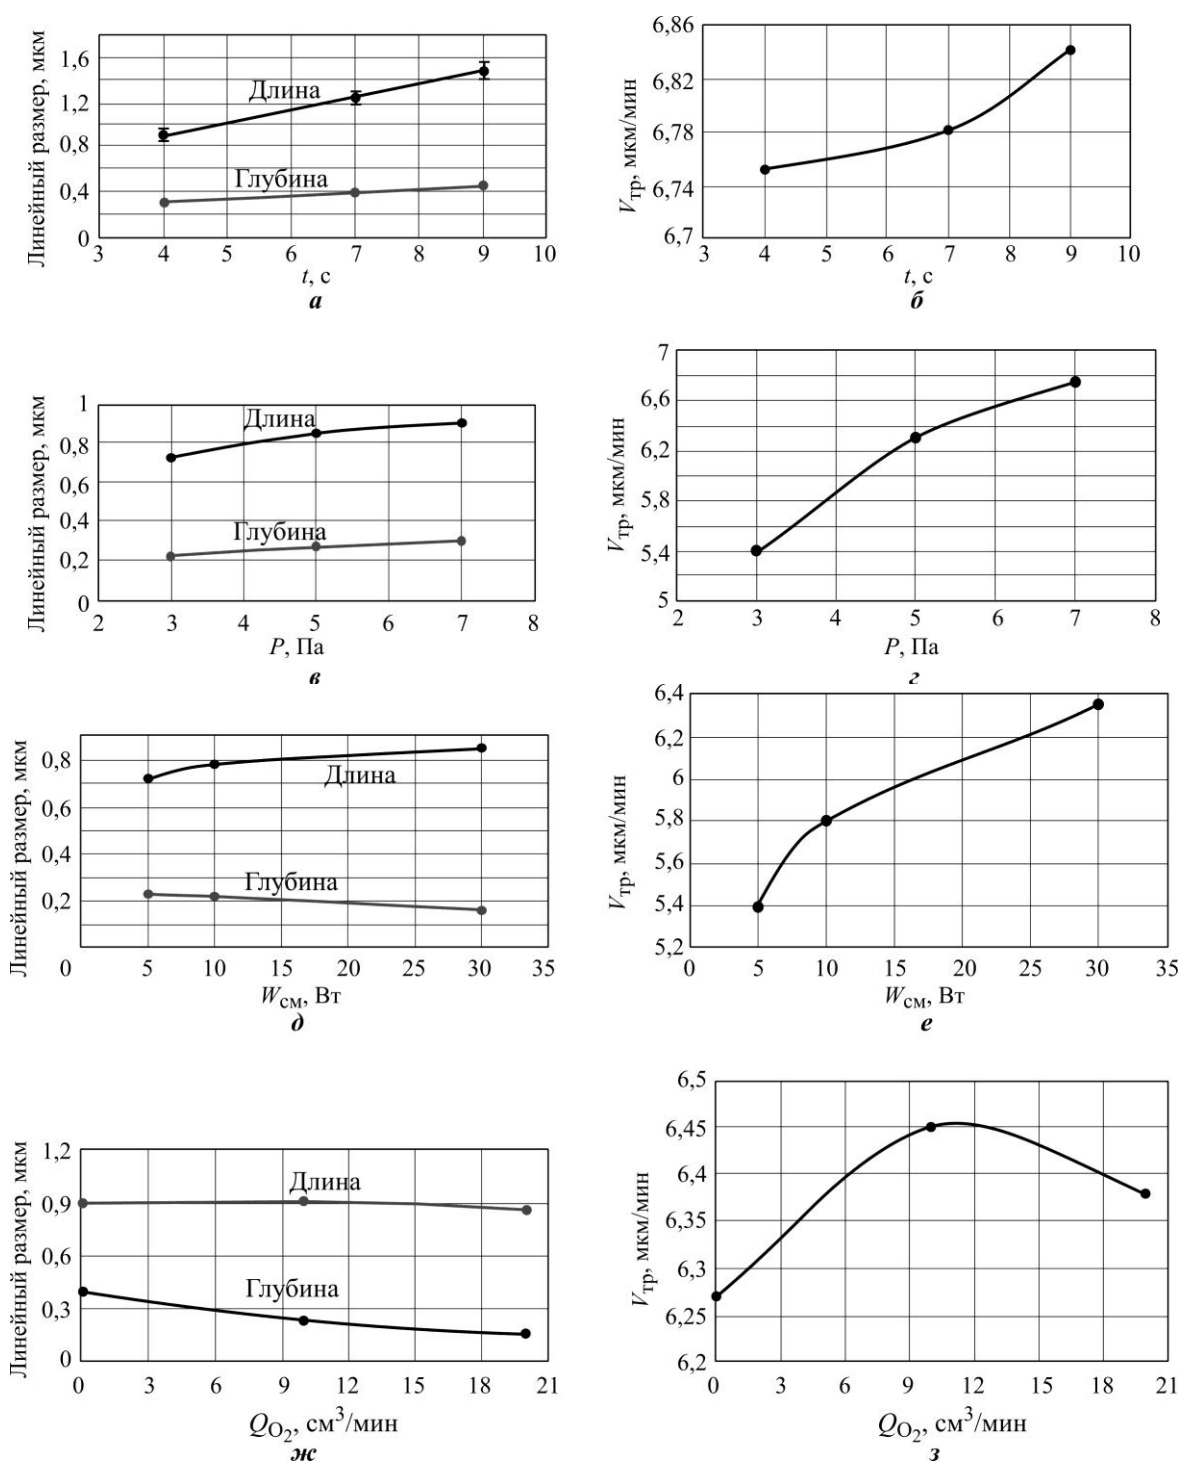 Линейный размер, мкм
1,6
1,2
0,8
0,4
0
Длина
Глубина
3 4 5 6 7 8 9 10
t, с
а
V тр, мкм/мин
6,86
6,82
6,78
6,74
6,7
3 4 5 6 7 8 9 10
t, с
б
Линейный размер, мкм
1
0,8
0,6
0,4
0,2
0
Длина
Глубина
2 3 4 5 6 7 8
P, Па
в
V тр, мкм/мин
7
6,6
6,2
5,8
5,4
5
2 3 4 5 6 7 8
P, Па
г
Линейный размер, мкм
0,8
0,6
0,4
0,2
Длина
Глубина
0 5 10 15 20 25 30 35
W см, Вт
д
V тр, мкм/мин
6,4
6,2
6
5,8
5,6
5,4
5,2
0 5 10 15 20 25 30 35
W см, Вт
е
Линейный размер, мкм
1,2
0,9
0,6
0,3
0
Длина
Глубина
0 3 6 9 12 15 18 21
Q O2, см³/мин
ж
V тр, мкм/мин
6,5
6,45
6,4
6,35
6,3
6,25
6,2
0 3 6 9 12 15 18 21
Q O2, см³/мин
з